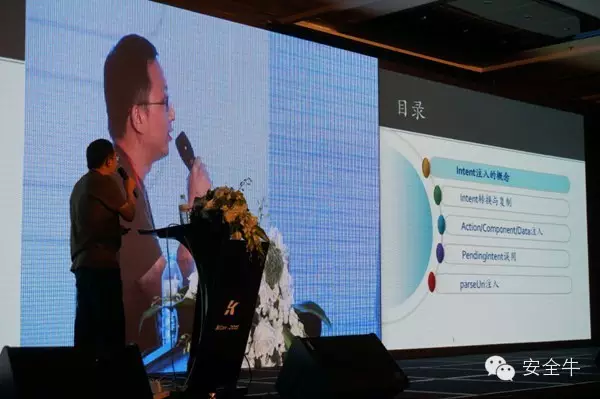 目录
Intent注入的概念
Intent转换与复制
Action/Component/Data注入
PendingIntent误用
parseUri注入
安全牛